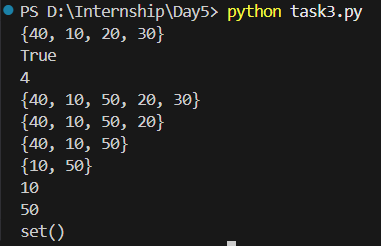 PS D:\Internship\Day5> python task3.py
{40, 10, 20, 30}
True
4
{40, 10, 50, 20, 30}
{40, 10, 50, 20}
{40, 10, 50}
{10, 50}
10
50
set()